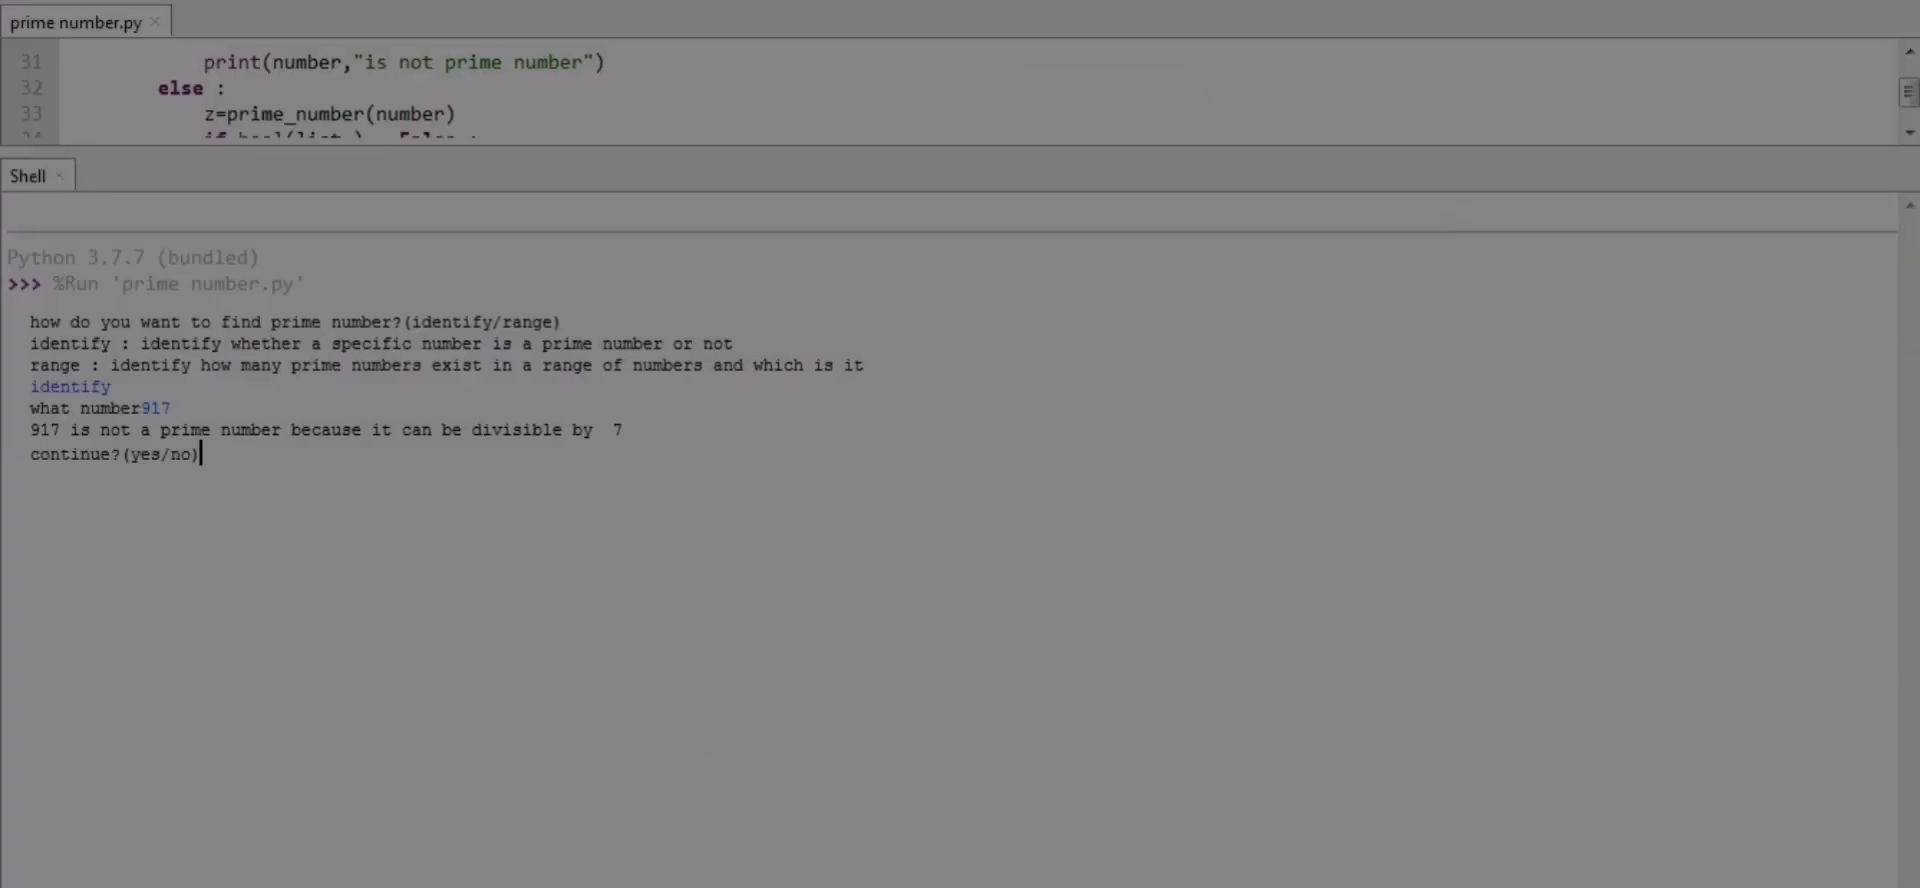 prime number.py
31 print(number,"is not prime number")
32 else :
33 z=prime_number(number)
Shell
Python 3.7.7 (bundled)
>>> %Run 'prime number.py'
how do you want to find prime number?(identify/range)
identify : identify whether a specific number is a prime number or not
range : identify how many prime numbers exist in a range of numbers and which is it
identify
what number917
917 is not a prime number because it can be divisible by  7
continue?(yes/no)